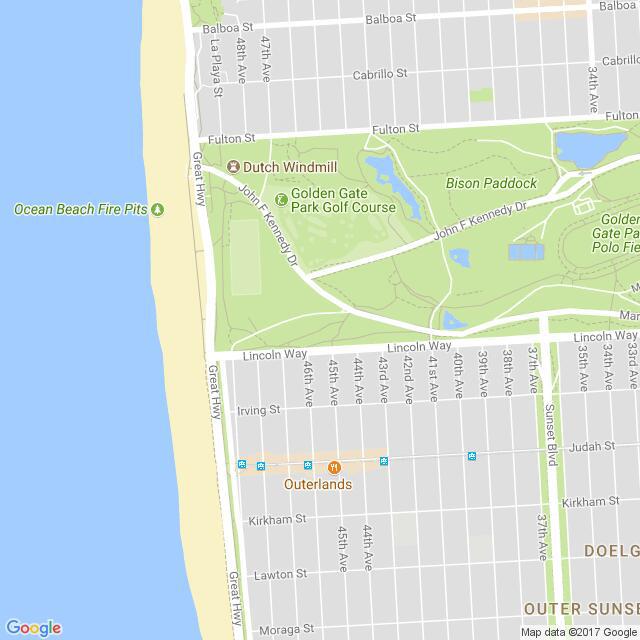 Balboa St
Balboa St
La Playa St
48th Ave
47th Ave
Cabrillo St
Cabrillo
34th Ave
Fulton St
Fulton St
Fulton
Great Hwy
Dutch Windmill
John F Kennedy Dr
Golden Gate
Park Golf Course
Bison Paddock
Ocean Beach Fire Pits
John F Kennedy Dr
Golden
Gate Pa
Polo Fie
M
Mar
Lincoln Way
Lincoln Way
Lincoln Way
Great Hwy
46th Ave
45th Ave
44th Ave
43rd Ave
42nd Ave
41st Ave
40th Ave
39th Ave
38th Ave
37th Ave
35th Ave
34th Ave
33rd Ave
Irving St
Sunset Blvd
Judah St
Outerlands
Kirkham St
Kirkham St
45th Ave
44th Ave
37th Ave
DOELG
Lawton St
Great Hwy
OUTER SUNSE
Moraga St
Google
Map data ©2017 Google